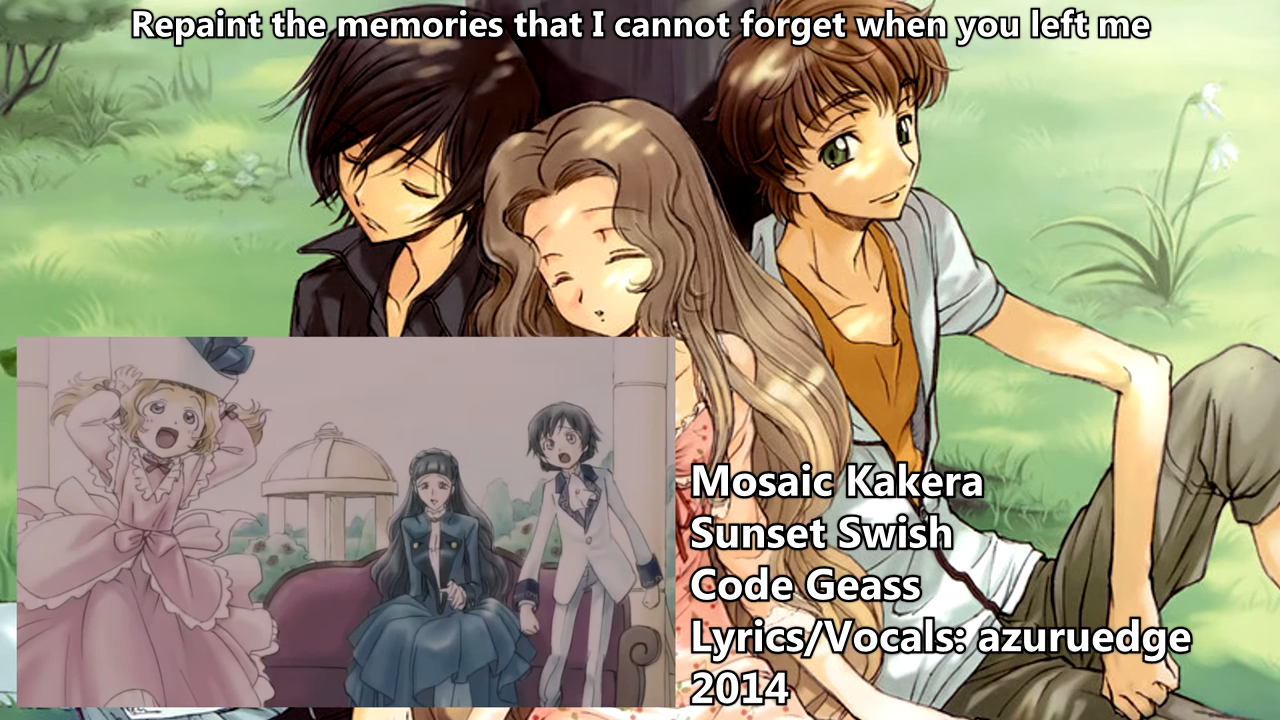 Repaint the memories that I cannot forget when you left me
Mosaic Kakera
Sunset Swish
Code Geass
Lyrics/Vocals: azuruedge
2014